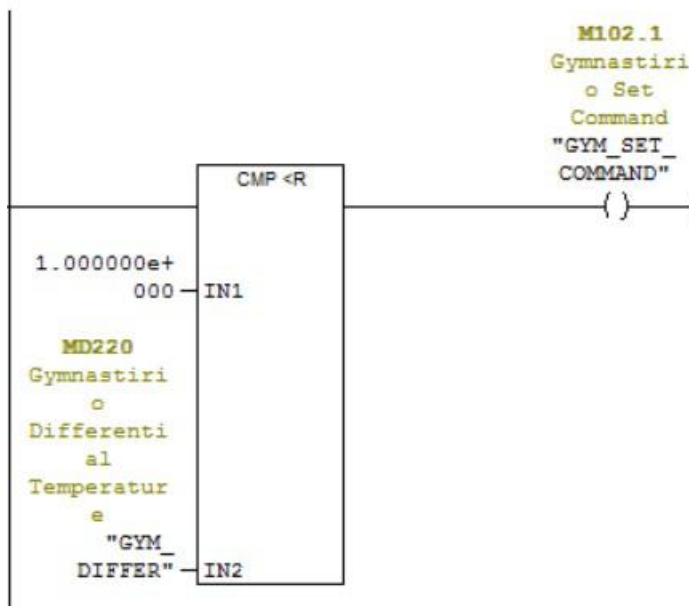 M102.1
Gymnastiri
o Set
Command
"GYM_SET_
COMMAND"
CMP <R
( )
1.000000e+
000
IN1
MD220
Gymnastiri
o
Differenti
al
Temperatur
e
"GYM_
DIFFER"
IN2